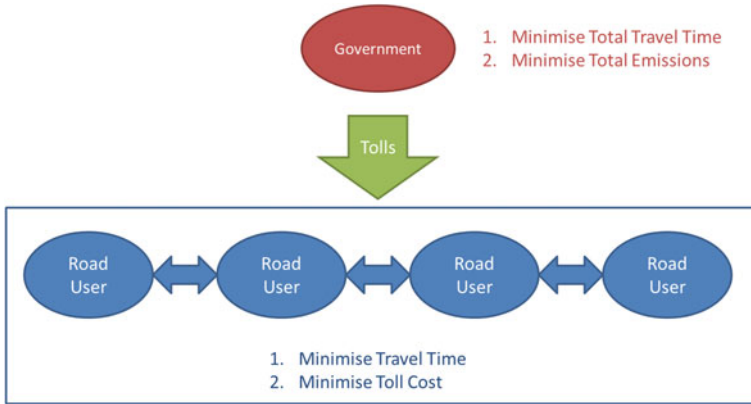 Government
1. Minimise Total Travel Time
2. Minimise Total Emissions
Tolls
Road
User
Road
User
Road
User
Road
User
1. Minimise Travel Time
2. Minimise Toll Cost